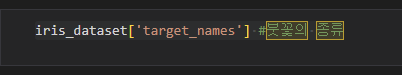 iris_dataset['target_names'] #붓꽃의 종류